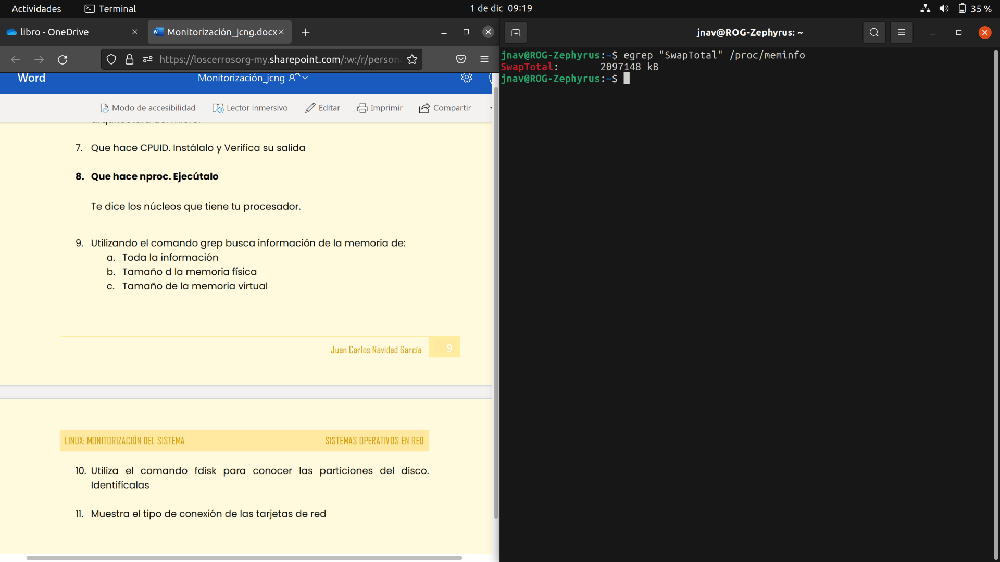 Actividades
Terminal
1 de dic 09:19
35 %
libro - OneDrive
Monitorización_jcng.docx
https://loscerrosorg-my.sharepoint.com/:w:/r/persona
Word
Monitorización_jcng
Modo de accesibilidad
Lector inmersivo
Editar
Imprimir
Compartir
arquitectura del micro.
7. Que hace CPUID. Instálalo y Verifica su salida
8. Que hace nproc. Ejecútalo
Te dice los núcleos que tiene tu procesador.
9. Utilizando el comando grep busca información de la memoria de:
a. Toda la información
b. Tamaño d la memoria física
c. Tamaño de la memoria virtual
Juan Carlos Navidad García
9
LINUX: MONITORIZACIÓN DEL SISTEMA
SISTEMAS OPERATIVOS EN RED
10. Utiliza el comando fdisk para conocer las particiones del disco.
Identifícalas
11. Muestra el tipo de conexión de las tarjetas de red
jnav@ROG-Zephyrus: ~
jnav@ROG-Zephyrus:~$ egrep "SwapTotal" /proc/meminfo
SwapTotal: 2097148 kB
jnav@ROG-Zephyrus:~$